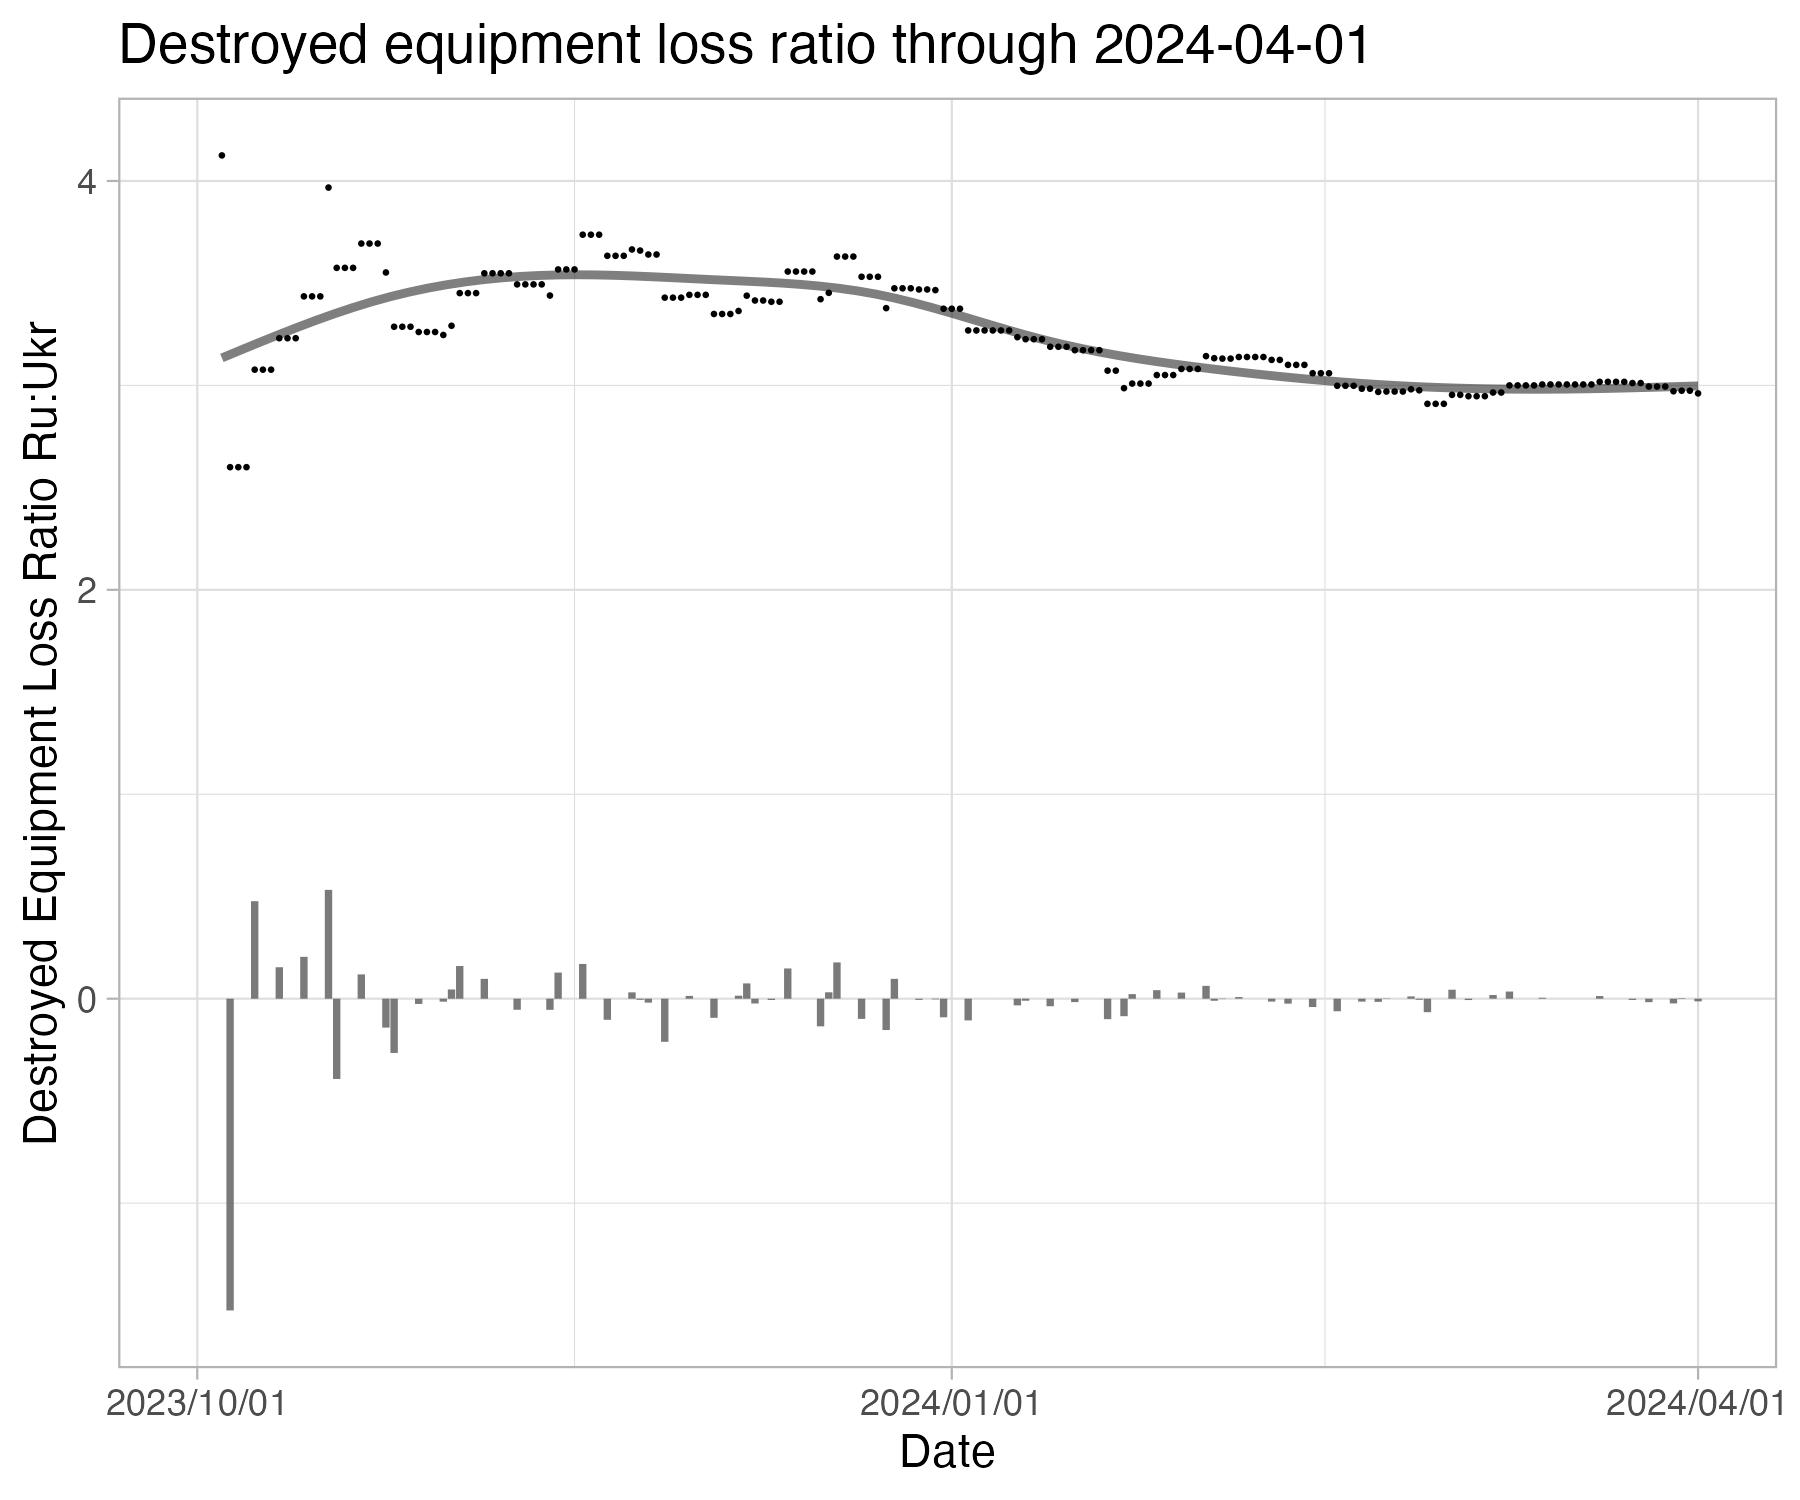 Destroyed equipment loss ratio through 2024-04-01
Destroyed Equipment Loss Ratio Ru:Ukr
4
2
0
2023/10/01
2024/01/01
2024/04/01
Date